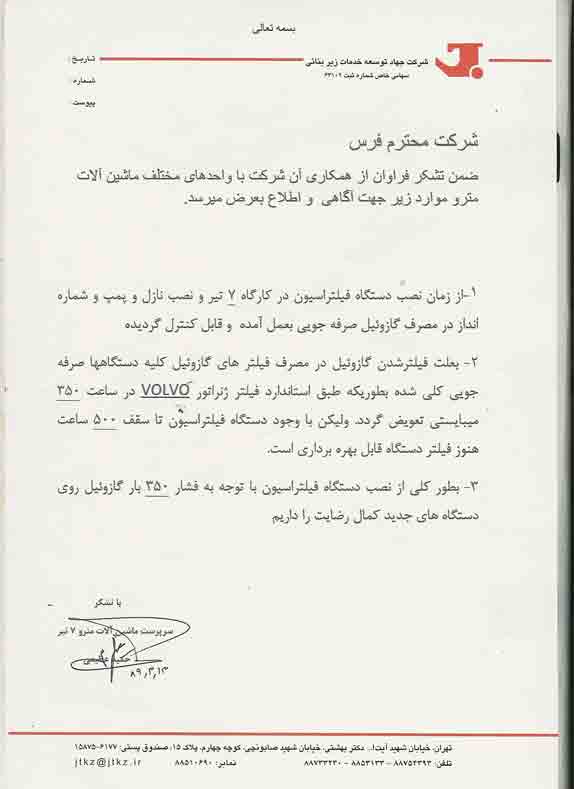 بسمه تعالی
شرکت جهاد توسعه خدمات زیر بنائی
سهامی خاص شماره ثبت ۶۳۱۰۲
تاریخ :
شماره :
پیوست :
شرکت محترم فرس
ضمن تشکر فراوان از همکاری آن شرکت با واحدهای مختلف ماشین آلات
مترو موارد زیر جهت آگاهی و اطلاع بعرض میرسد.
۱-از زمان نصب دستگاه فیلتراسیون در کارگاه ۷ تیر و نصب نازل و پمپ و شماره
انداز در مصرف گازوئیل صرفه جویی بعمل آمده و قابل کنترل گردیده
۲- بعلت فیلترشدن گازوئیل در مصرف فیلتر های گازوئیل کلیه دستگاهها صرفه
جویی کلی شده بطوریکه طبق استاندارد فیلتر ژنراتور VOLVO در ساعت ۳۵۰
میبایستی تعویض گردد. ولیکن با وجود دستگاه فیلتراسیون تا سقف ۵۰۰ ساعت
هنوز فیلتر دستگاه قابل بهره برداری است.
۳- بطور کلی از نصب دستگاه فیلتراسیون با توجه به فشار ۳۵۰ بار گازوئیل روی
دستگاه های جدید کمال رضایت را داریم
با تشکر
سرپرست ماشین آلات مترو ۷ تیر
۸۹,۳,۱۳
تهران، خیابان شهید آیت‌ا... دکتر بهشتی، خیابان شهید صابونچی، کوچه چهارم، پلاک ۱۵، صندوق پستی: ۶۱۷۷-۱۵۸۷۵
تلفن: ۸۸۷۵۴۳۹۳ - ۸۸۵۳۱۳۳ - ۸۸۷۳۳۲۳۰ نمابر: ۸۸۵۱۰۶۹۰ jtkz@jtkz.ir